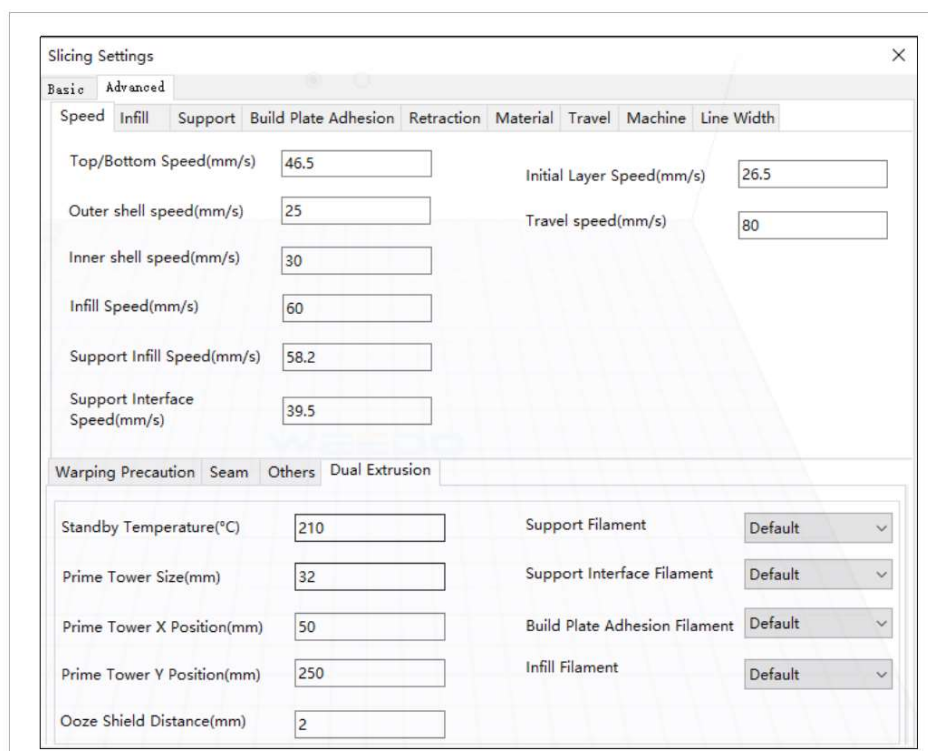 Slicing Settings
Basic Advanced
Speed Infill Support Build Plate Adhesion Retraction Material Travel Machine Line Width
Top/Bottom Speed(mm/s) 46.5 Initial Layer Speed(mm/s) 26.5
Outer shell speed(mm/s) 25 Travel speed(mm/s) 80
Inner shell speed(mm/s) 30
Infill Speed(mm/s) 60
Support Infill Speed(mm/s) 58.2
Support Interface
Speed(mm/s) 39.5
WEEDO
Warping Precaution Seam Others Dual Extrusion
Standby Temperature(°C) 210 Support Filament Default
Prime Tower Size(mm) 32 Support Interface Filament Default
Prime Tower X Position(mm) 50 Build Plate Adhesion Filament Default
Prime Tower Y Position(mm) 250 Infill Filament Default
Ooze Shield Distance(mm) 2